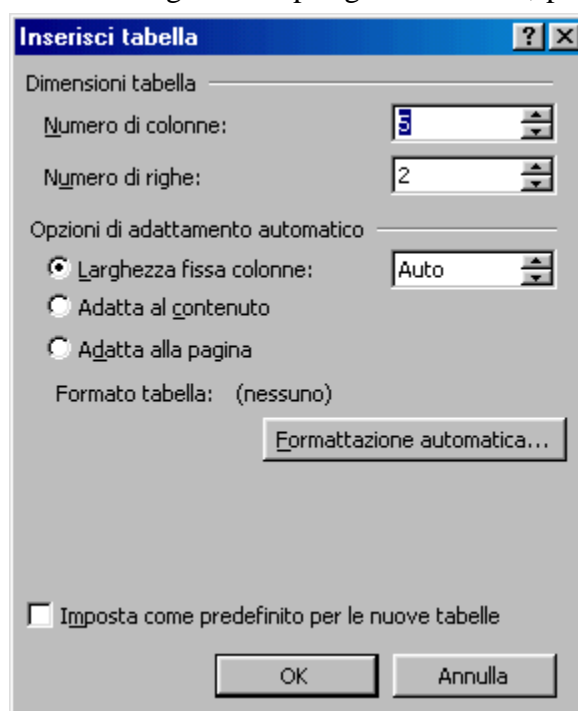 Inserisci tabella
Dimensioni tabella
Numero di colonne: 5
Numero di righe: 2
Opzioni di adattamento automatico
Larghezza fissa colonne: Auto
Adatta al contenuto
Adatta alla pagina
Formato tabella: (nessuno)
Formattazione automatica...
Imposta come predefinito per le nuove tabelle
OK Annulla